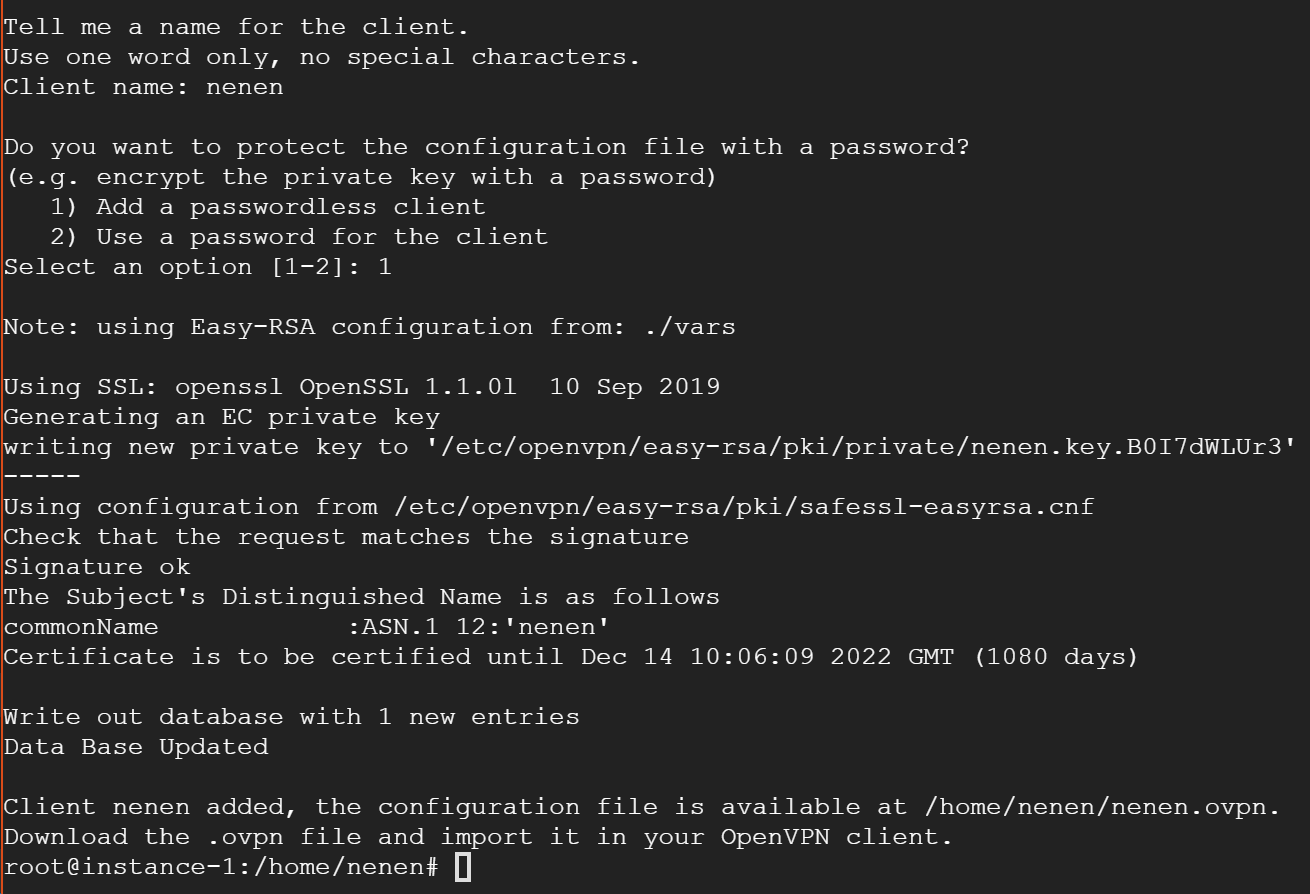 Tell me a name for the client.
Use one word only, no special characters.
Client name: nenen
Do you want to protect the configuration file with a password?
(e.g. encrypt the private key with a password)
   1) Add a passwordless client
   2) Use a password for the client
Select an option [1-2]: 1
Note: using Easy-RSA configuration from: ./vars
Using SSL: openssl OpenSSL 1.1.0l  10 Sep 2019
Generating an EC private key
writing new private key to '/etc/openvpn/easy-rsa/pki/private/nenen.key.B0I7dWLUr3'
-----
Using configuration from /etc/openvpn/easy-rsa/pki/safessl-easyrsa.cnf
Check that the request matches the signature
Signature ok
The Subject's Distinguished Name is as follows
commonName            :ASN.1 12:'nenen'
Certificate is to be certified until Dec 14 10:06:09 2022 GMT (1080 days)
Write out database with 1 new entries
Data Base Updated
Client nenen added, the configuration file is available at /home/nenen/nenen.ovpn.
Download the .ovpn file and import it in your OpenVPN client.
root@instance-1:/home/nenen#